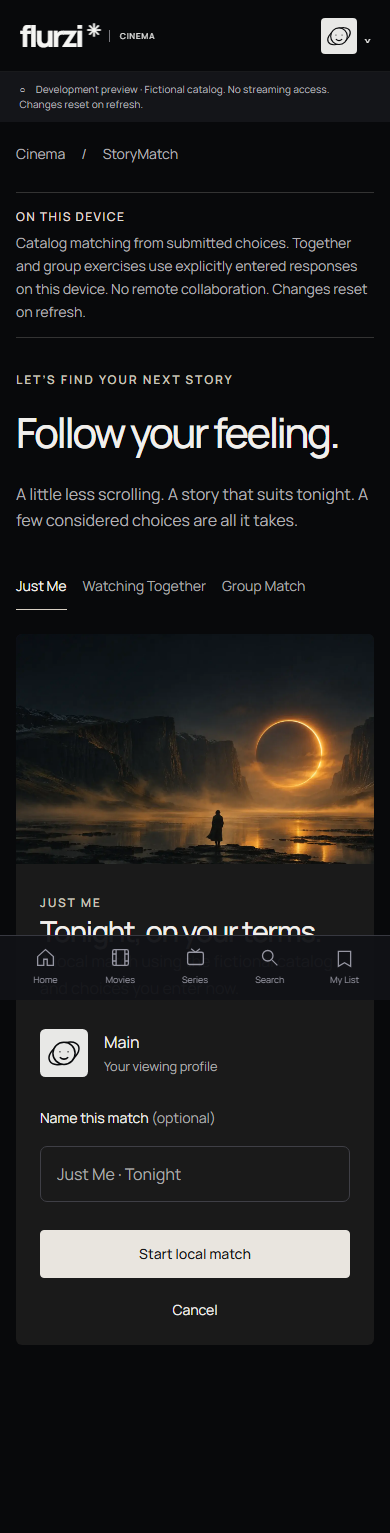 flurzi
CINEMA
Development preview · Fictional catalog. No streaming access.
Changes reset on refresh.
Cinema / StoryMatch
ON THIS DEVICE
Catalog matching from submitted choices. Together
and group exercises use explicitly entered responses
on this device. No remote collaboration. Changes reset
on refresh.
LET'S FIND YOUR NEXT STORY
Follow your feeling.
A little less scrolling. A story that suits tonight. A
few considered choices are all it takes.
Just Me Watching Together Group Match
JUST ME
Tonight, on your terms.
Home Movies Series Search My List
Main
Your viewing profile
Name this match (optional)
Just Me · Tonight
Start local match
Cancel